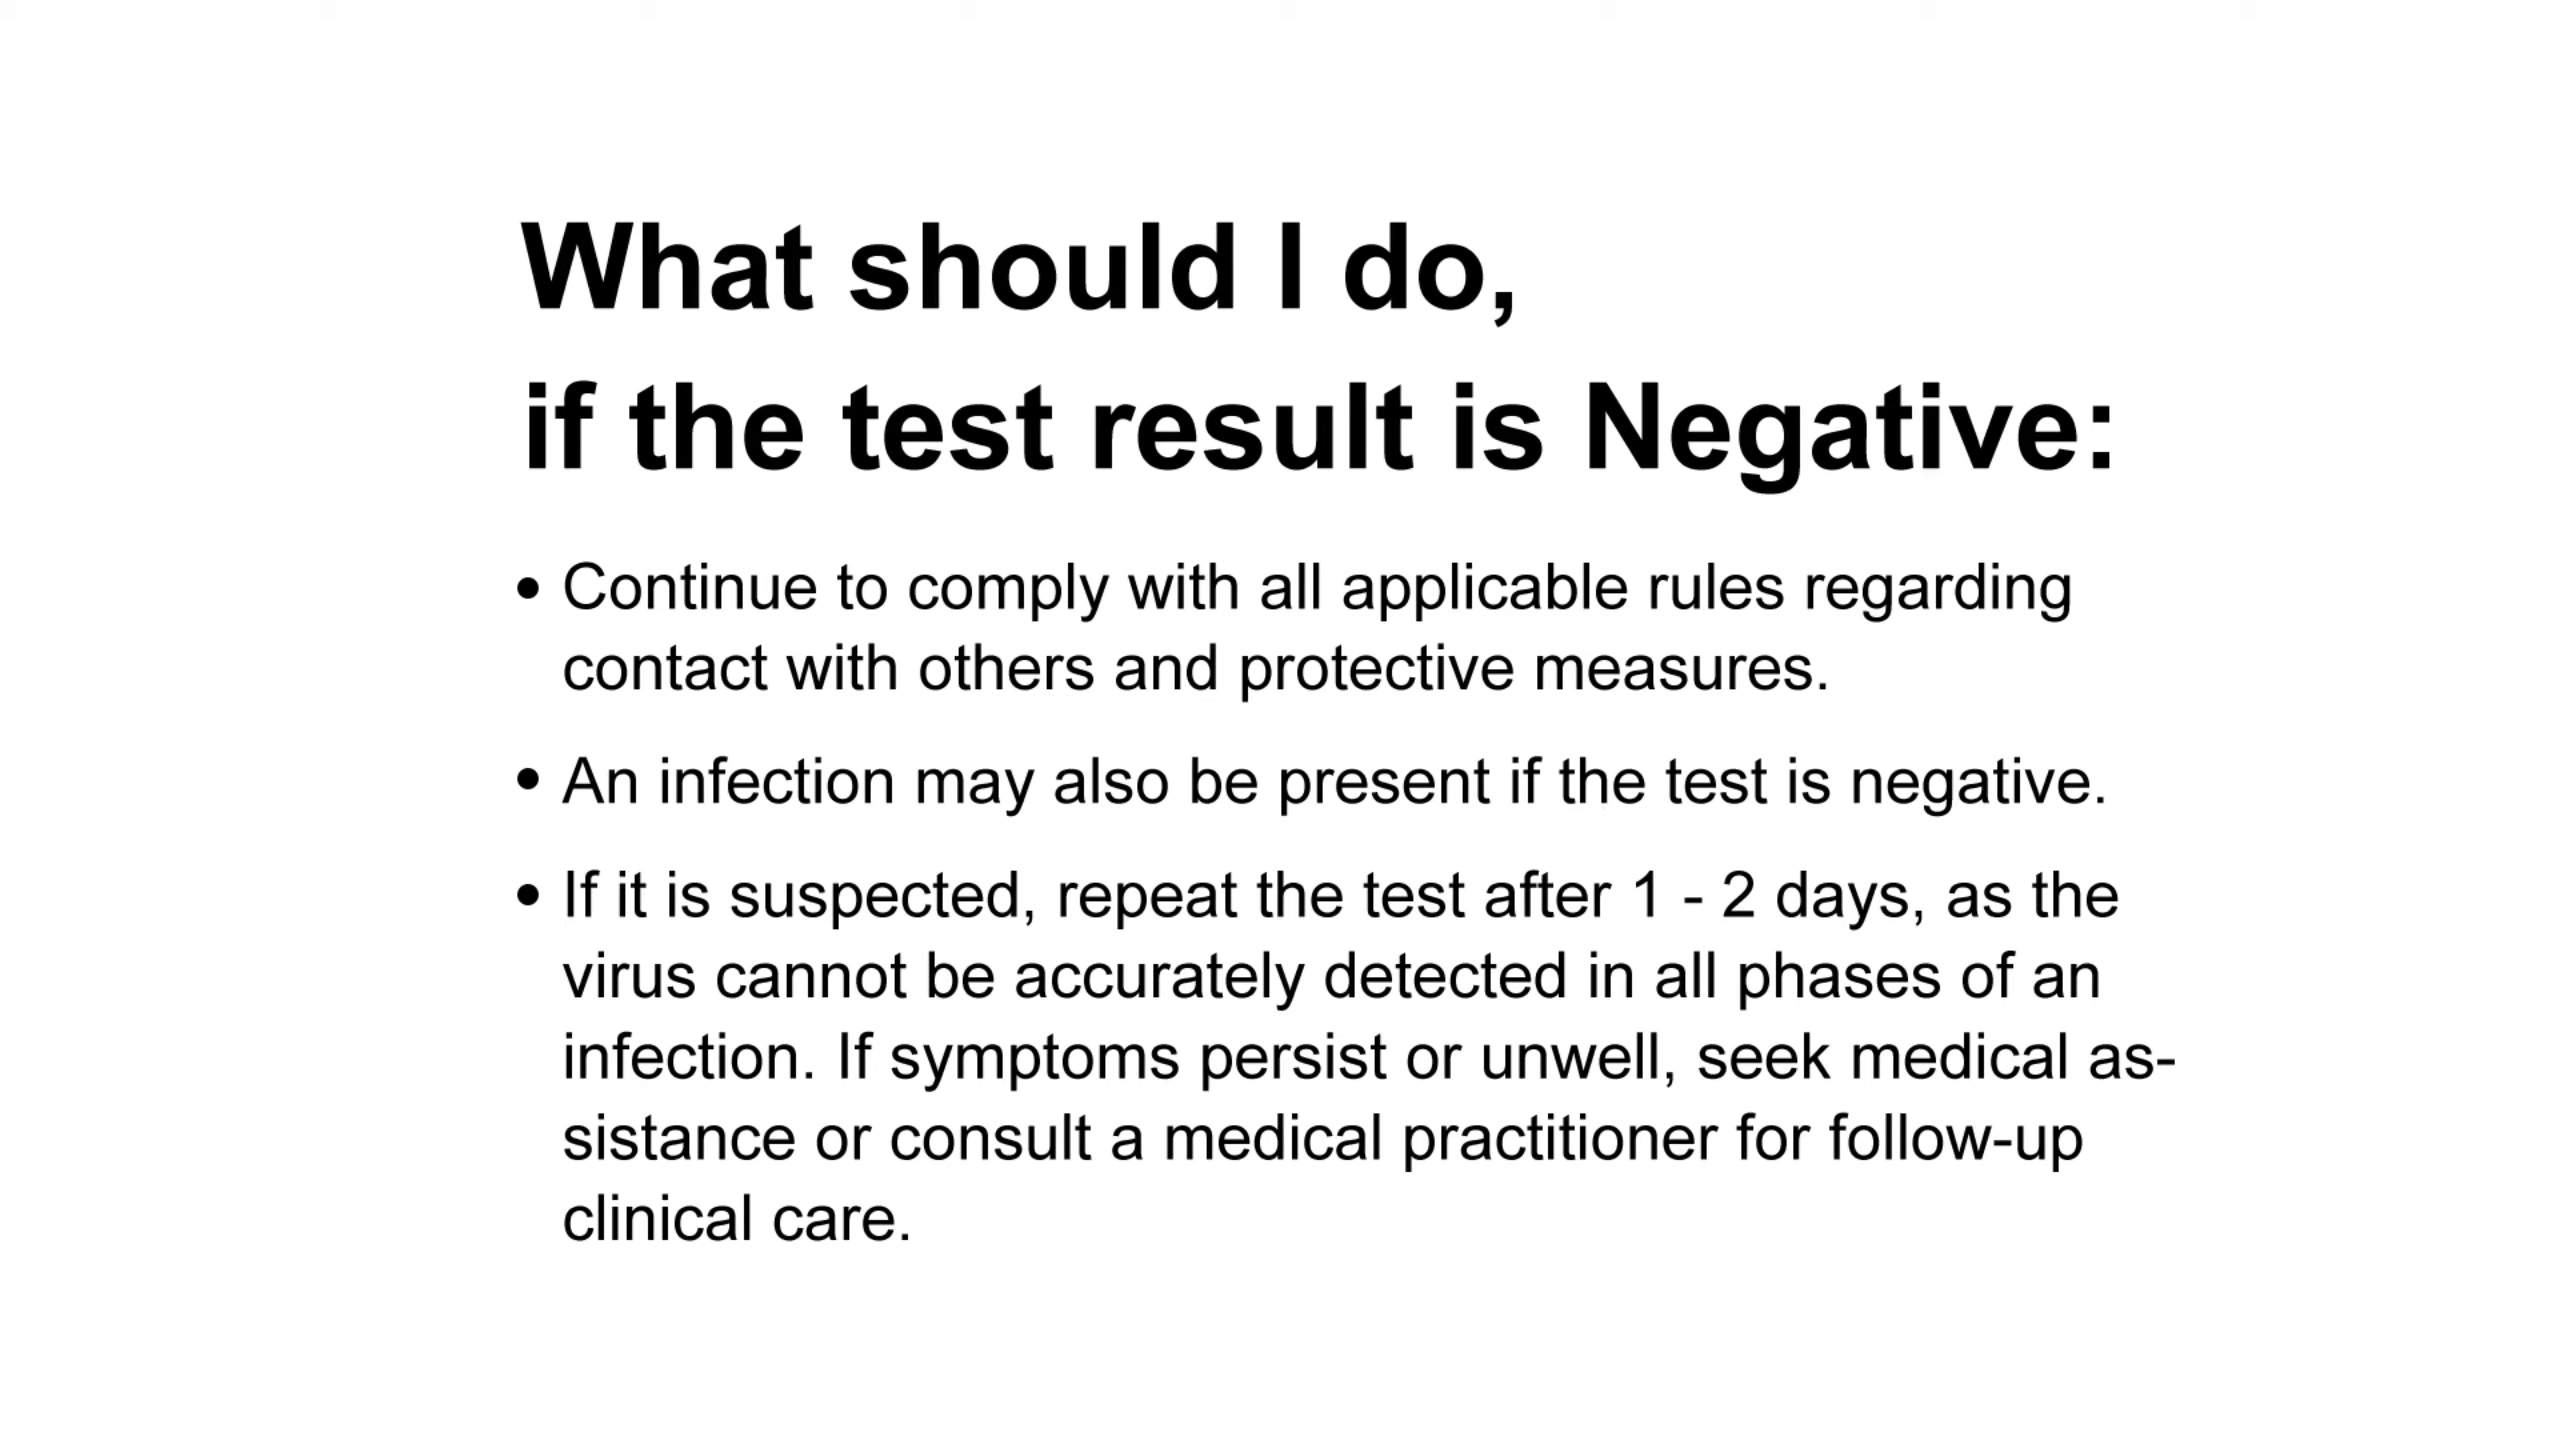 What should I do,
if the test result is Negative:
• Continue to comply with all applicable rules regarding
contact with others and protective measures.
• An infection may also be present if the test is negative.
• If it is suspected, repeat the test after 1 - 2 days, as the
virus cannot be accurately detected in all phases of an
infection. If symptoms persist or unwell, seek medical as-
sistance or consult a medical practitioner for follow-up
clinical care.